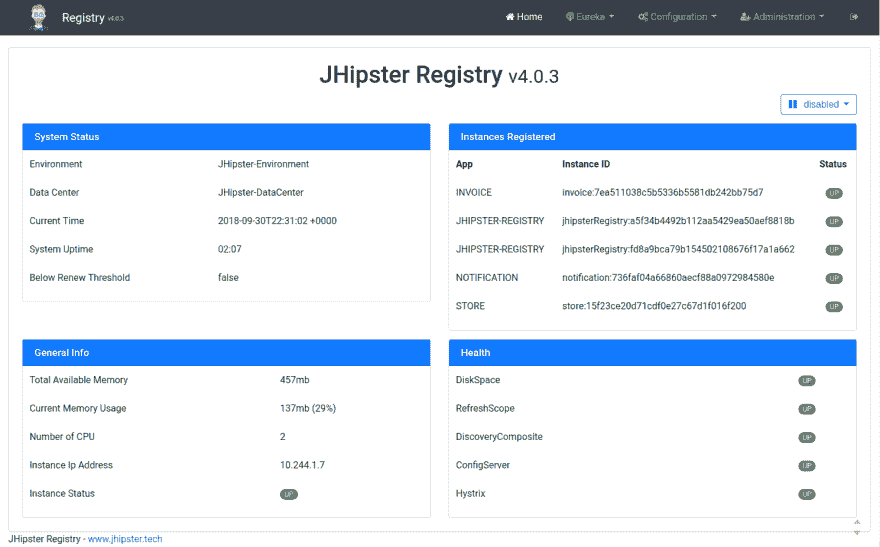 Registry v4.0.3
Home Eureka Configuration Administration
JHipster Registry v4.0.3
disabled
System Status
Environment JHipster-Environment
Data Center JHipster-DataCenter
Current Time 2018-09-30T22:31:02 +0000
System Uptime 02:07
Below Renew Threshold false
Instances Registered
App Instance ID Status
INVOICE invoice:7ea511038c5b5336b5581db242bb75d7 UP
JHIPSTER-REGISTRY jhipsterRegistry:a5f34b4492b112aa5429ea50aef8818b UP
JHIPSTER-REGISTRY jhipsterRegistry:fd8a9bca79b154502108676f17a1a662 UP
NOTIFICATION notification:736faf04a66860aecf88a0972984580e UP
STORE store:15f23ce20d71cdf0e27c67d1f016f200 UP
General Info
Total Available Memory 457mb
Current Memory Usage 137mb (29%)
Number of CPU 2
Instance Ip Address 10.244.1.7
Instance Status UP
Health
DiskSpace UP
RefreshScope UP
DiscoveryComposite UP
ConfigServer UP
Hystrix UP
JHipster Registry - www.jhipster.tech